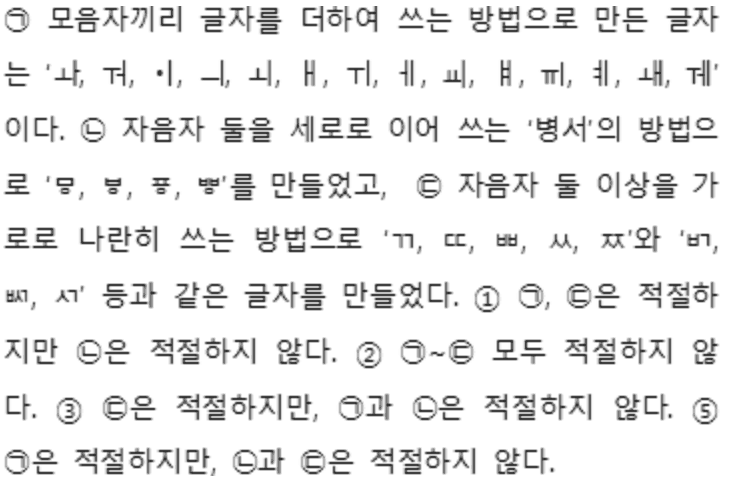 ㉠ 모음자끼리 글자를 더하여 쓰는 방법으로 만든 글자
는 ‘ㅘ, ㅝ, ㆎ, ㅢ, ㅚ, ㅐ, ㅟ, ㅔ, ㆉ, ㅒ, ㆌ, ㅖ, ㅙ, ㅞ’
이다. ㉡ 자음자 둘을 세로로 이어 쓰는 ‘병서’의 방법으
로 ‘ㅱ, ㅸ, ㆄ, ㅹ’를 만들었고, ㉢ 자음자 둘 이상을 가
로로 나란히 쓰는 방법으로 ‘ㄲ, ㄸ, ㅃ, ㅆ, ㅉ’와 ‘ㅲ,
ㅴ, ㅺ’ 등과 같은 글자를 만들었다. ① ㉠, ㉢은 적절하
지만 ㉡은 적절하지 않다. ② ㉠~㉢ 모두 적절하지 않
다. ③ ㉢은 적절하지만, ㉠과 ㉡은 적절하지 않다. ⑤
㉠은 적절하지만, ㉡과 ㉢은 적절하지 않다.